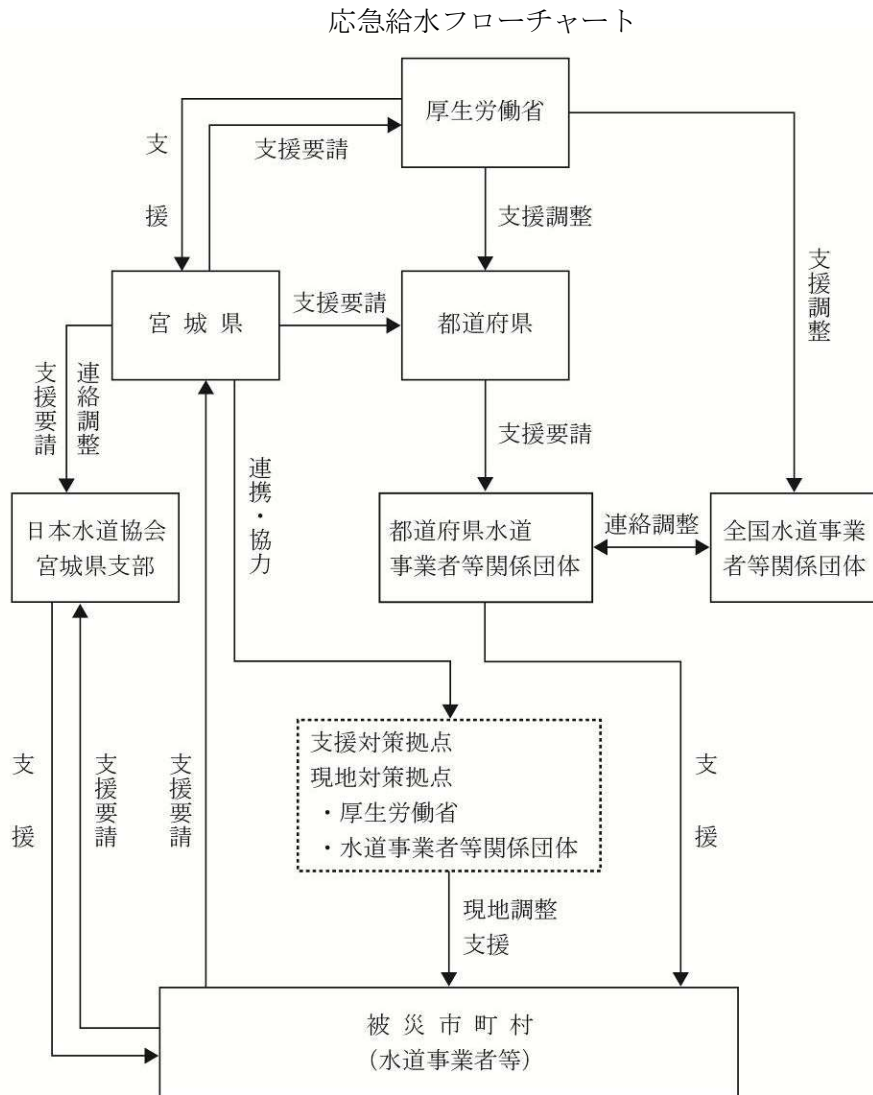 応急給水フローチャート
厚生労働省
支援
支援要請
支援調整
支援調整
宮城県
支援要請
都道府県
支援要請
連絡調整
支援要請
連携・協力
日本水道協会
宮城県支部
都道府県水道
事業者等関係団体
連絡調整
全国水道事業
者等関係団体
支援対策拠点
現地対策拠点
・厚生労働省
・水道事業者等関係団体
支援
支援要請
支援要請
支援
現地調整
支援
被災市町村
(水道事業者等)